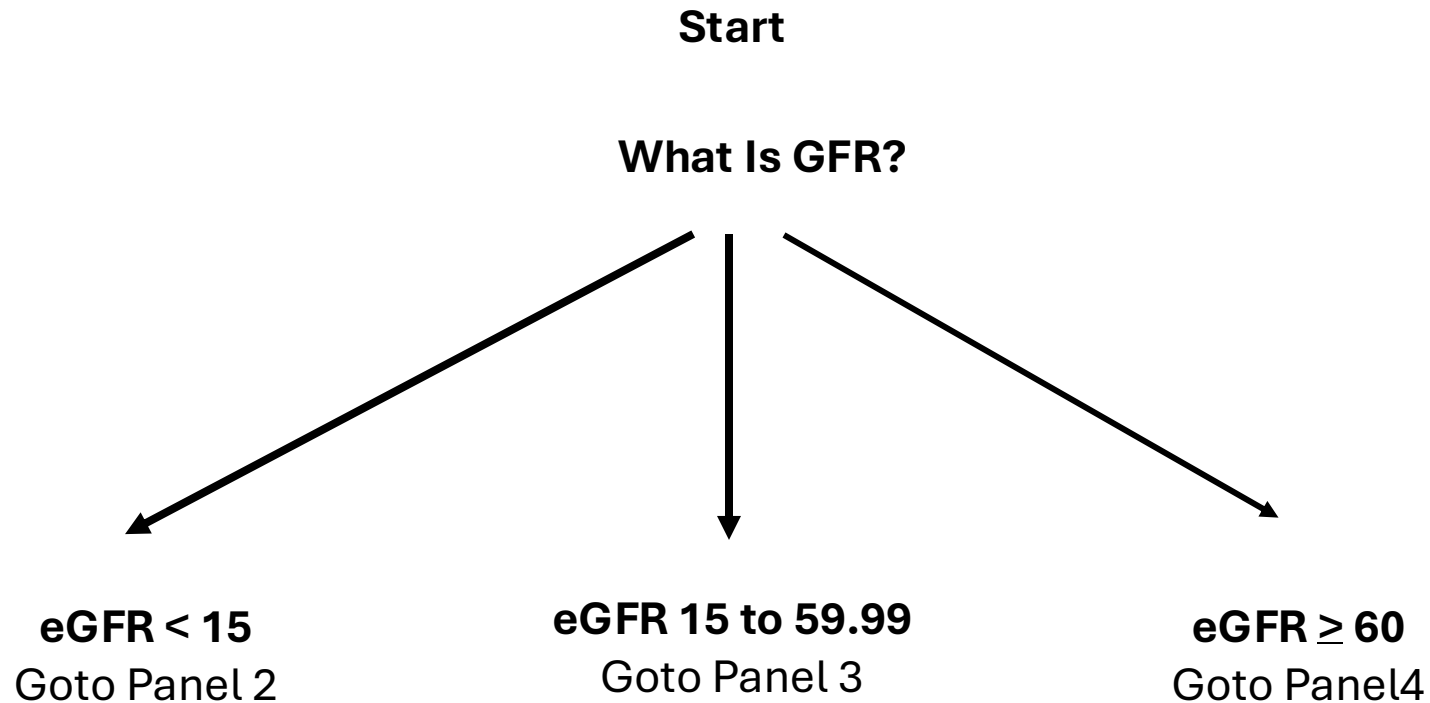 Start
What Is GFR?
eGFR < 15
Goto Panel 2
eGFR 15 to 59.99
Goto Panel 3
eGFR ≥ 60
Goto Panel4